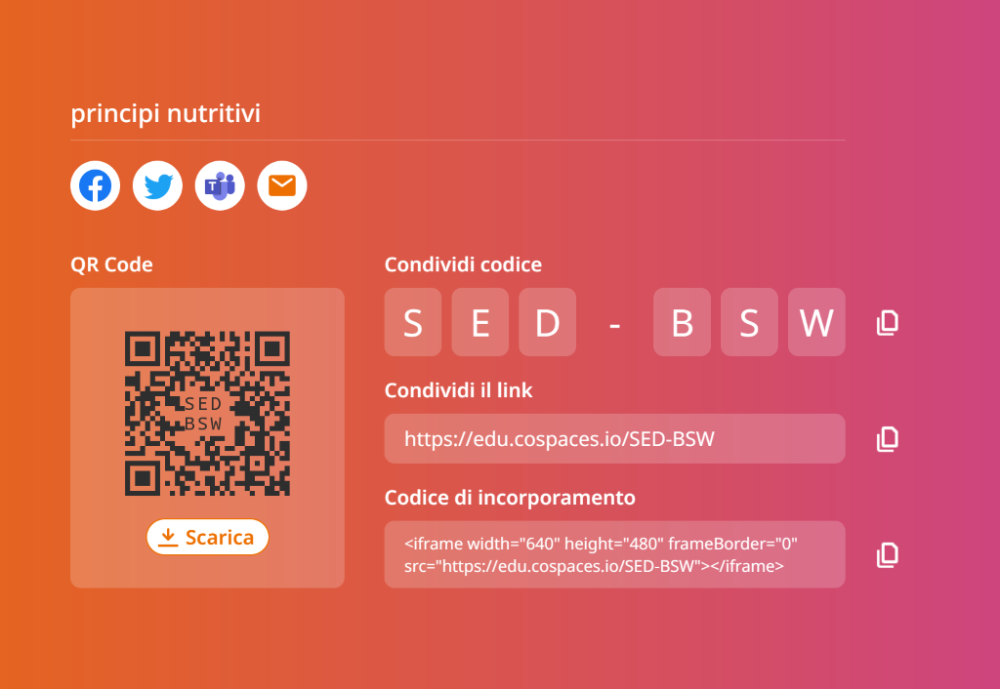 principi nutritivi
QR Code
SED
BSW
Scarica
Condividi codice
S E D - B S W
Condividi il link
https://edu.cospaces.io/SED-BSW
Codice di incorporamento
<iframe width="640" height="480" frameBorder="0"
src="https://edu.cospaces.io/SED-BSW"></iframe>